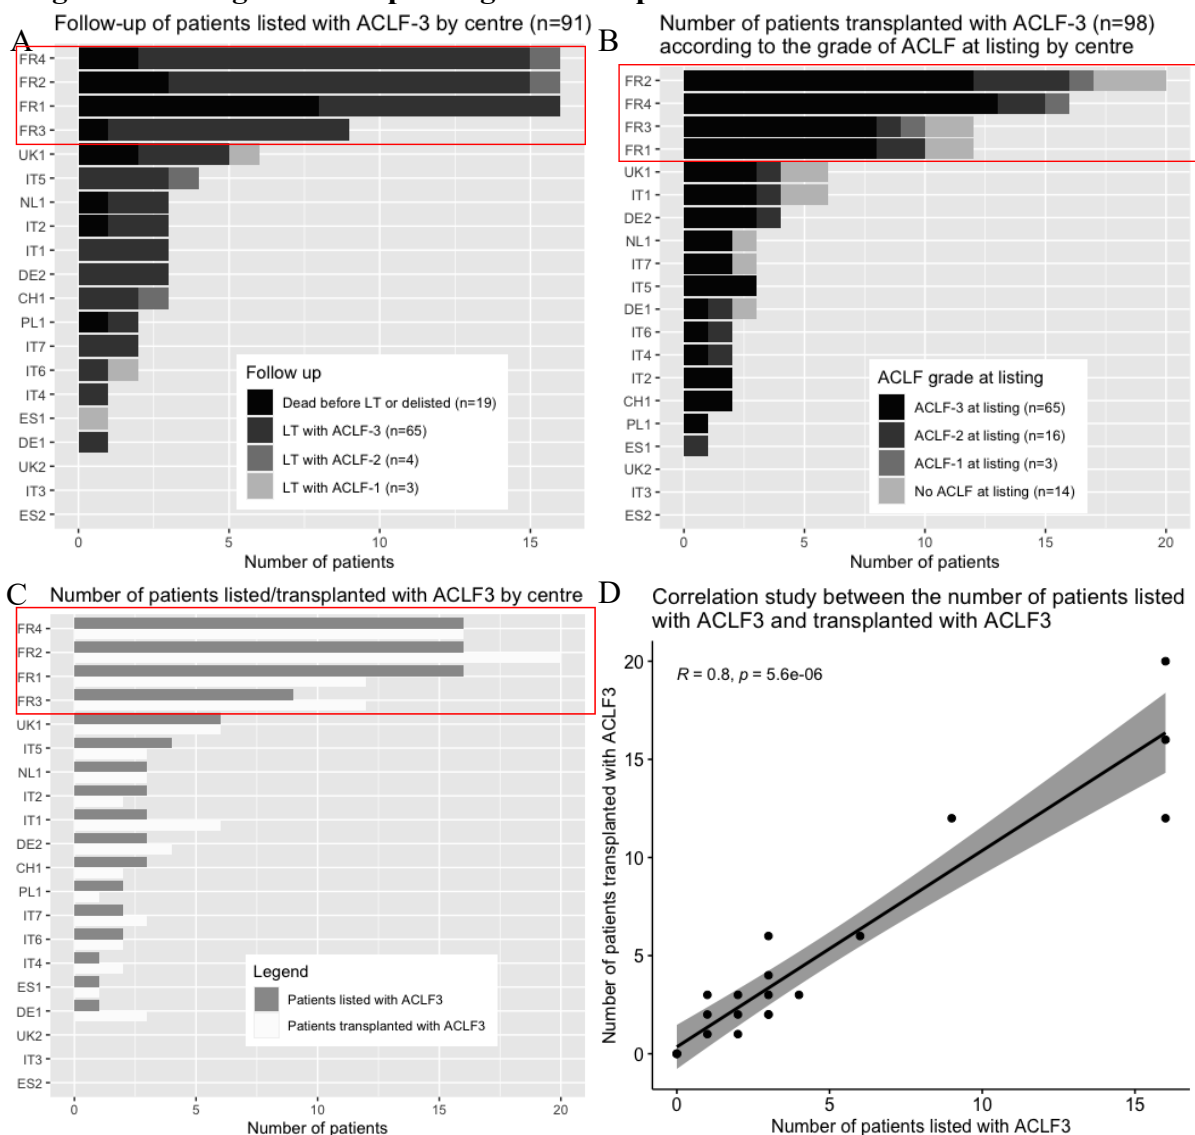 A
Follow-up of patients listed with ACLF-3 by centre (n=91)
FR4
FR2
FR1
FR3
UK1
IT5
NL1
IT2
IT1
DE2
CH1
PL1
IT7
IT6
IT4
ES1
DE1
UK2
IT3
ES2
Follow up
Dead before LT or delisted (n=19)
LT with ACLF-3 (n=65)
LT with ACLF-2 (n=4)
LT with ACLF-1 (n=3)
0 5 10 15
Number of patients
B
Number of patients transplanted with ACLF-3 (n=98)
according to the grade of ACLF at listing by centre
FR2
FR4
FR3
FR1
UK1
IT1
DE2
NL1
IT7
IT5
DE1
IT6
IT4
IT2
CH1
PL1
ES1
UK2
IT3
ES2
ACLF grade at listing
ACLF-3 at listing (n=65)
ACLF-2 at listing (n=16)
ACLF-1 at listing (n=3)
No ACLF at listing (n=14)
0 5 10 15 20
Number of patients
C
Number of patients listed/transplanted with ACLF3 by centre
FR4
FR2
FR1
FR3
UK1
IT5
NL1
IT2
IT1
DE2
CH1
PL1
IT7
IT6
IT4
ES1
DE1
UK2
IT3
ES2
Legend
Patients listed with ACLF3
Patients transplanted with ACLF3
0 5 10 15 20
Number of patients
D
Correlation study between the number of patients listed
with ACLF3 and transplanted with ACLF3
R = 0.8, p = 5.6e-06
Number of patients transplanted with ACLF3
20
15
10
5
0
0 5 10 15
Number of patients listed with ACLF3